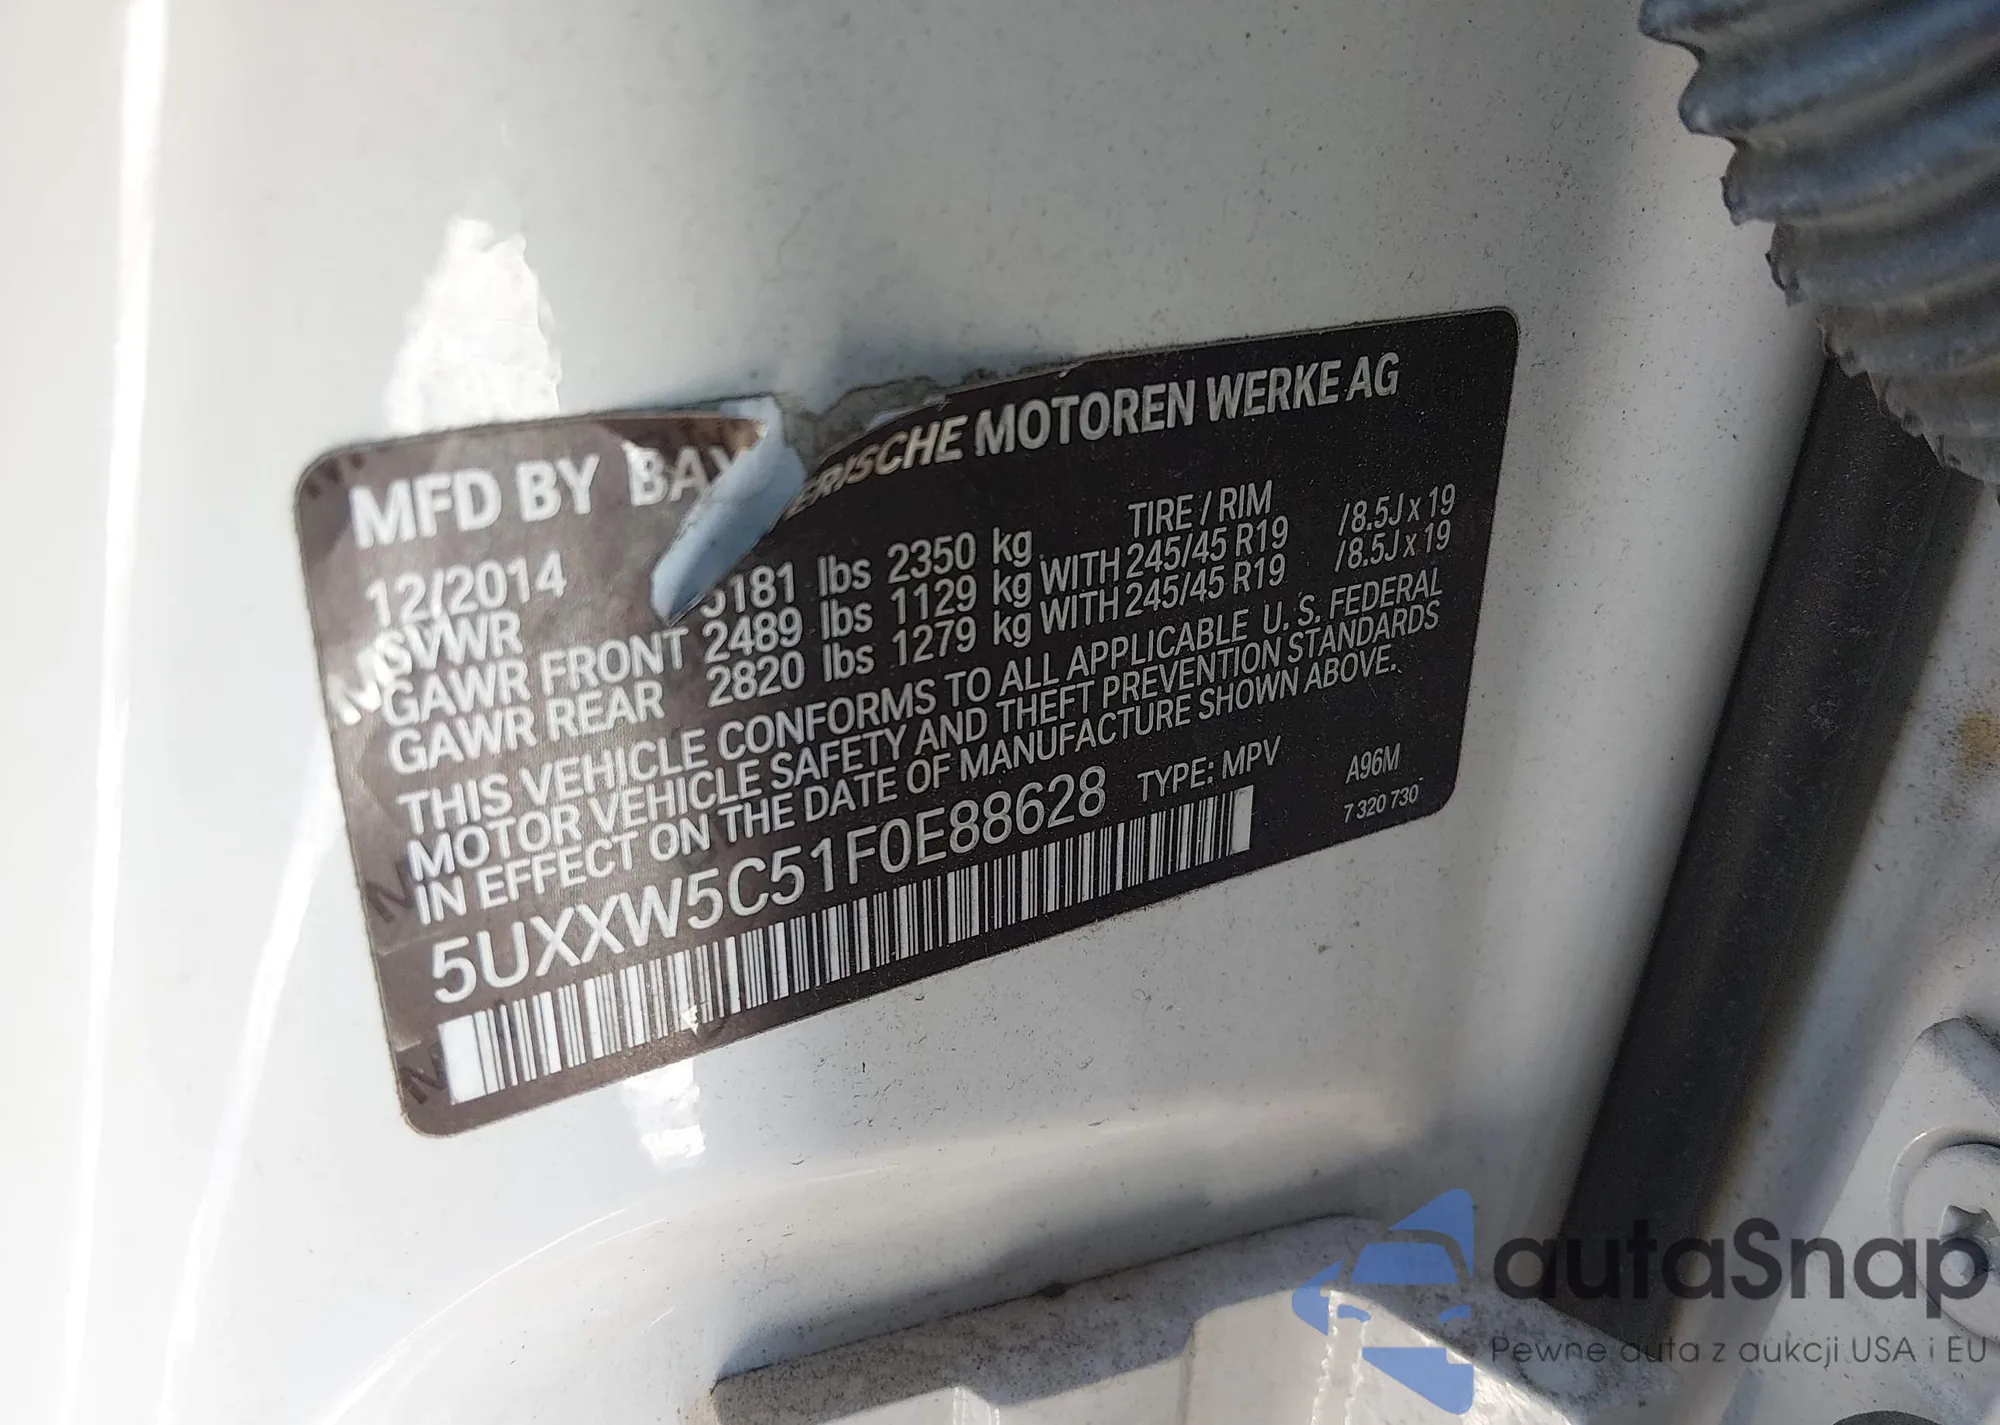 MFD BY BAYERISCHE MOTOREN WERKE AG
12/2014 TIRE / RIM
GVWR 5181 lbs 2350 kg
GAWR FRONT 2489 lbs 1129 kg WITH 245/45 R19 /8.5J x 19
GAWR REAR 2820 lbs 1279 kg WITH 245/45 R19 /8.5J x 19
THIS VEHICLE CONFORMS TO ALL APPLICABLE U. S. FEDERAL
MOTOR VEHICLE SAFETY AND THEFT PREVENTION STANDARDS
IN EFFECT ON THE DATE OF MANUFACTURE SHOWN ABOVE.
5UXXW5C51F0E88628 TYPE: MPV A96M
7 320 730
autaSnap
Pewne auta z aukcji USA i EU